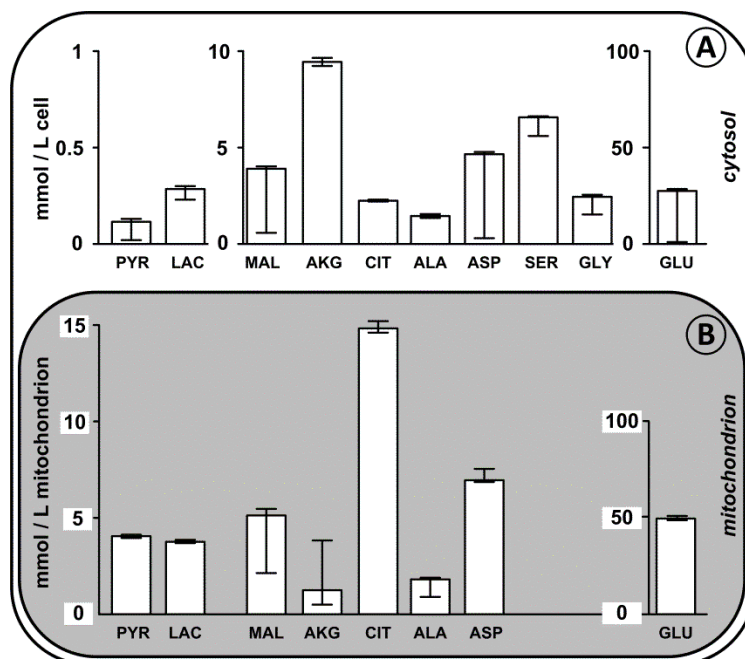 A
1
0.5
0
10
5
0
100
50
0
mmol / L cell
cytosol
PYR LAC MAL AKG CIT ALA ASP SER GLY GLU
B
15
10
5
0
100
50
0
mmol / L mitochondrion
mitochondrion
PYR LAC MAL AKG CIT ALA ASP GLU